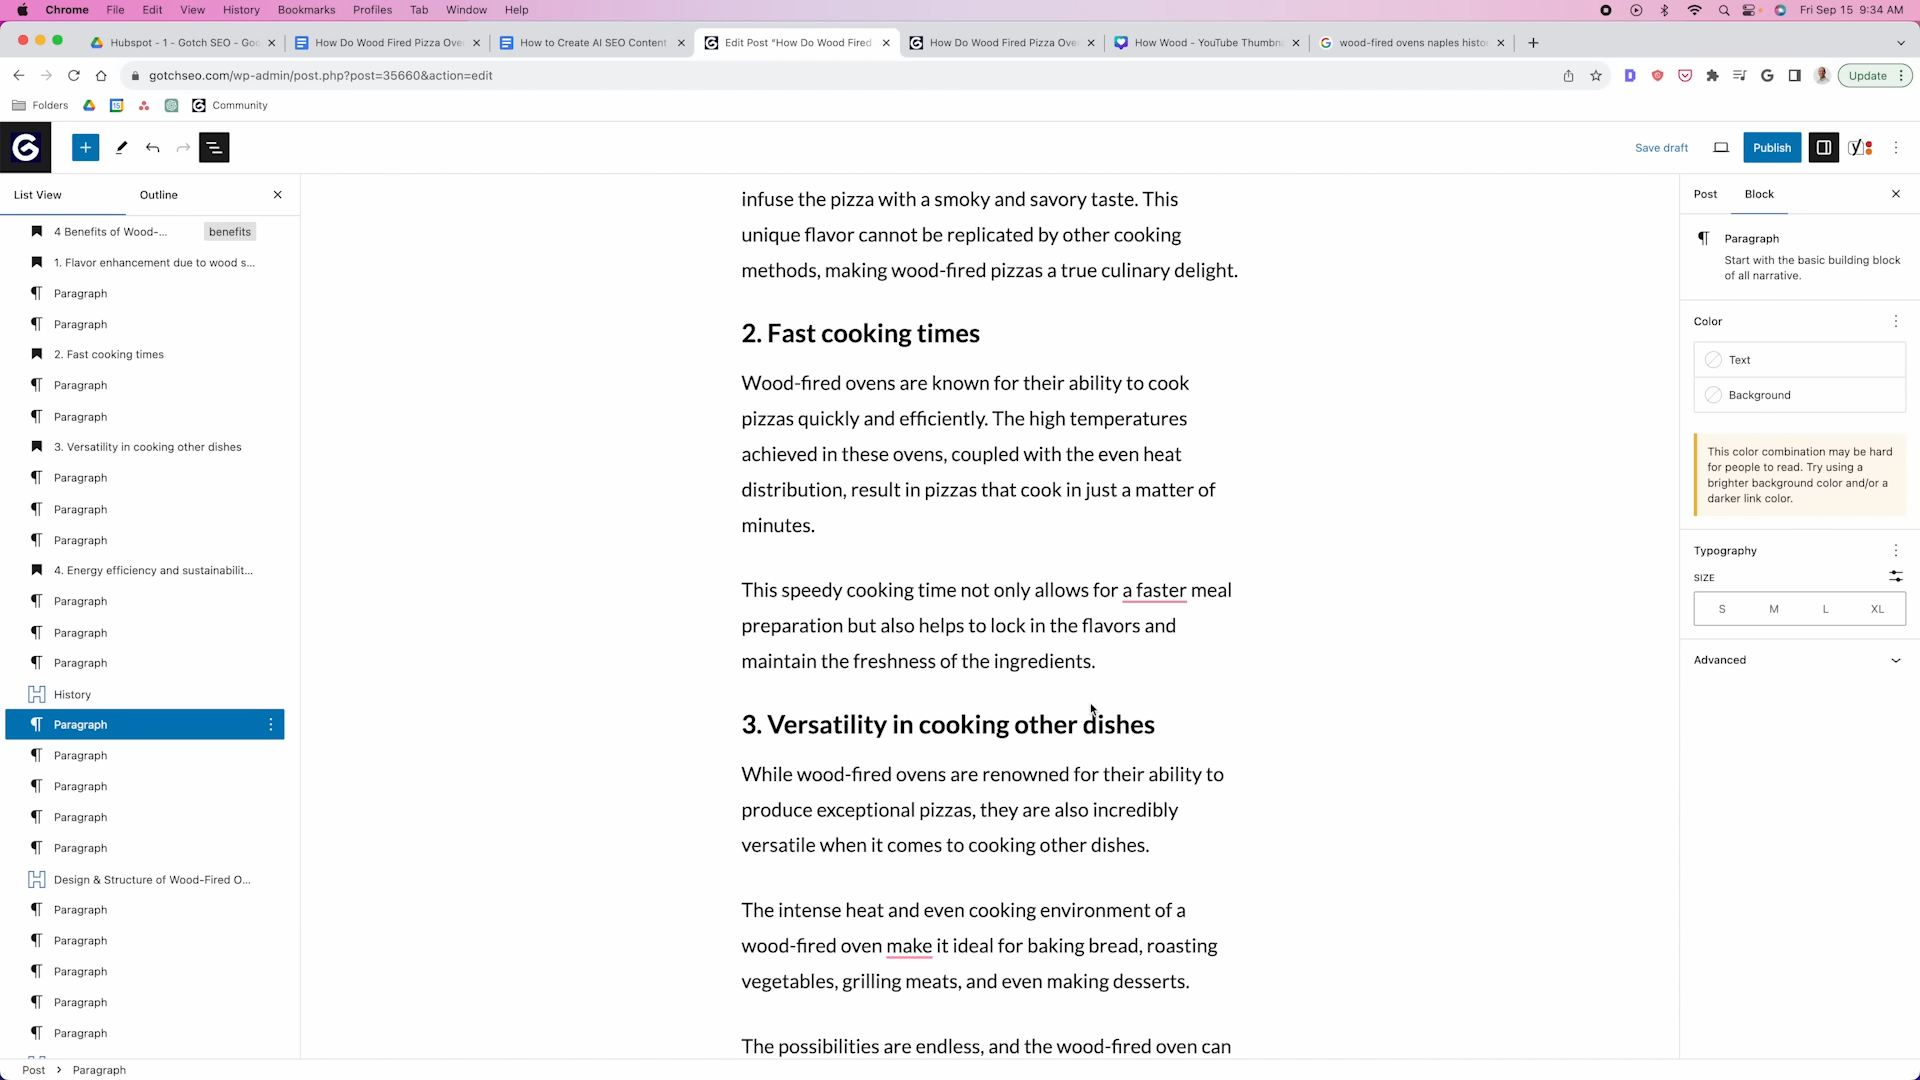 Chrome File Edit View History Bookmarks Profiles Tab Window Help Fri Sep 15 9:34 AM
Hubspot - 1 - Gotch SEO - Goo How Do Wood Fired Pizza Ove How to Create AI SEO Content Edit Post "How Do Wood Fired How Do Wood Fired Pizza Ove How Wood - YouTube Thumbn wood-fired ovens naples histo
gotchseo.com/wp-admin/post.php?post=35660&action=edit Update
Folders 15 Community
Save draft Publish
List View Outline
Post Block
4 Benefits of Wood-... benefits
1. Flavor enhancement due to wood s...
Paragraph
Paragraph
2. Fast cooking times
Paragraph
Paragraph
3. Versatility in cooking other dishes
Paragraph
Paragraph
Paragraph
4. Energy efficiency and sustainabilit...
Paragraph
Paragraph
Paragraph
History
Paragraph
Paragraph
Paragraph
Paragraph
Paragraph
Design & Structure of Wood-Fired O...
Paragraph
Paragraph
Paragraph
Paragraph
Paragraph
infuse the pizza with a smoky and savory taste. This
unique flavor cannot be replicated by other cooking
methods, making wood-fired pizzas a true culinary delight.
2. Fast cooking times
Wood-fired ovens are known for their ability to cook
pizzas quickly and efficiently. The high temperatures
achieved in these ovens, coupled with the even heat
distribution, result in pizzas that cook in just a matter of
minutes.
This speedy cooking time not only allows for a faster meal
preparation but also helps to lock in the flavors and
maintain the freshness of the ingredients.
3. Versatility in cooking other dishes
While wood-fired ovens are renowned for their ability to
produce exceptional pizzas, they are also incredibly
versatile when it comes to cooking other dishes.
The intense heat and even cooking environment of a
wood-fired oven make it ideal for baking bread, roasting
vegetables, grilling meats, and even making desserts.
The possibilities are endless, and the wood-fired oven can
Paragraph
Start with the basic building block
of all narrative.
Color
Text
Background
This color combination may be hard
for people to read. Try using a
brighter background color and/or a
darker link color.
Typography
SIZE
S M L XL
Advanced
Post > Paragraph